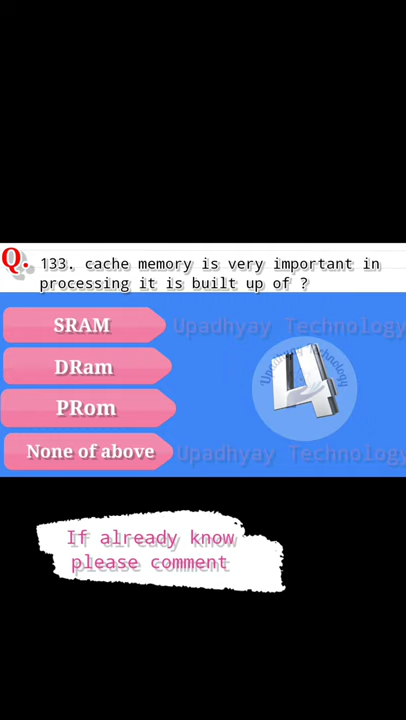 Q. 133. cache memory is very important in
processing it is built up of ?
SRAM
Upadhyay Technology
DRam
Upadhyay Technology
PRom
None of above
Upadhyay Technology
If already know
please comment